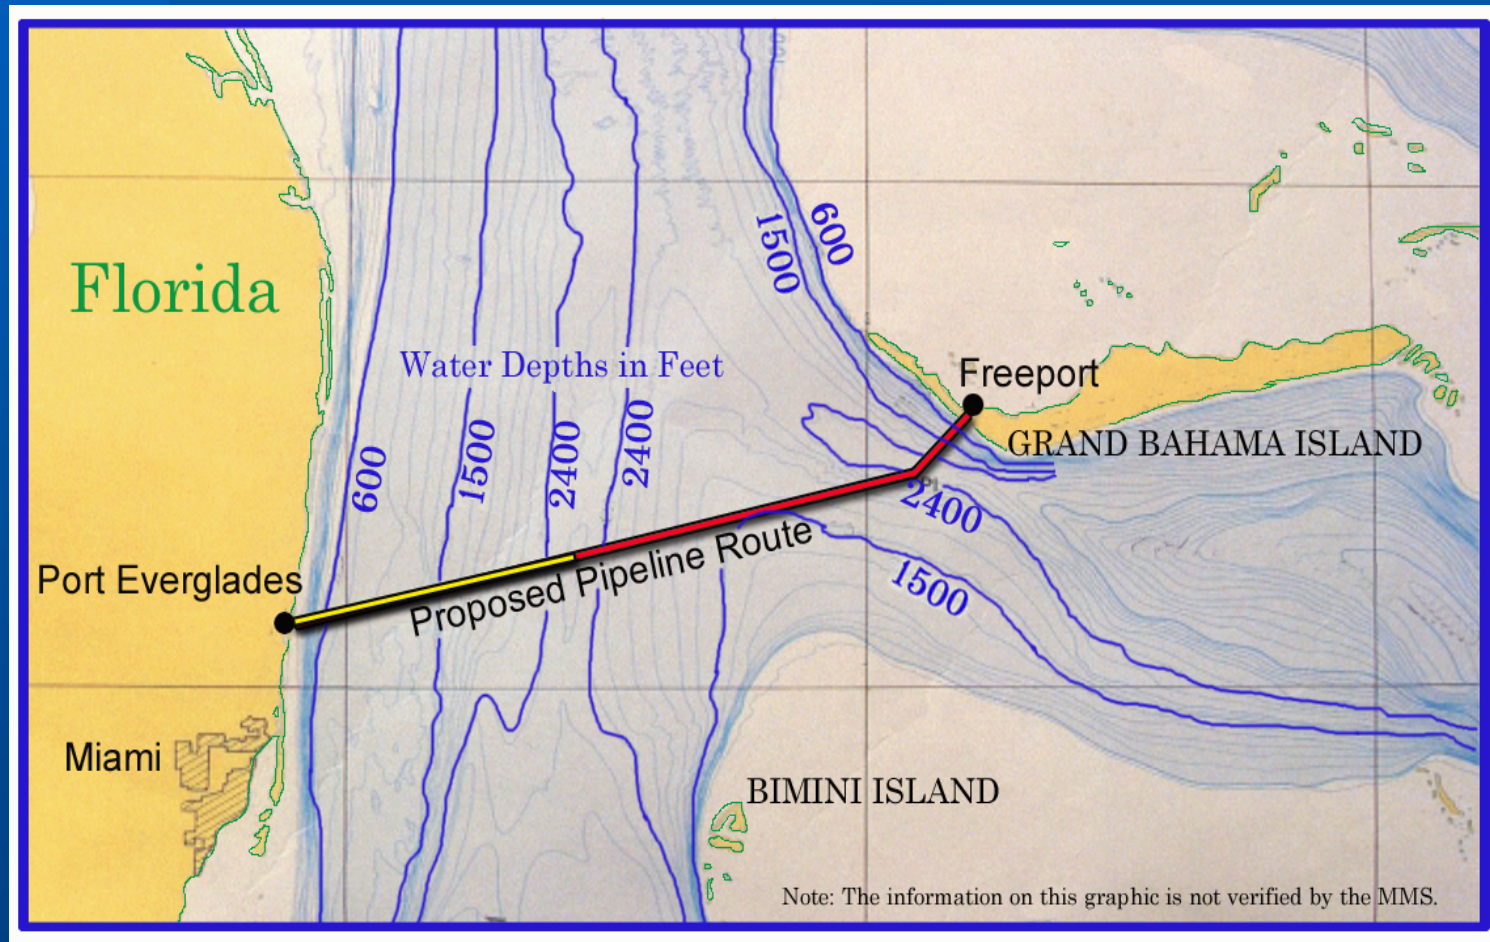 Florida
600
1500
Water Depths in Feet
Freeport
GRAND BAHAMA ISLAND
600
1500
2400
2400
2400
1500
Port Everglades
Proposed Pipeline Route
Miami
BIMINI ISLAND
Note: The information on this graphic is not verified by the MMS.